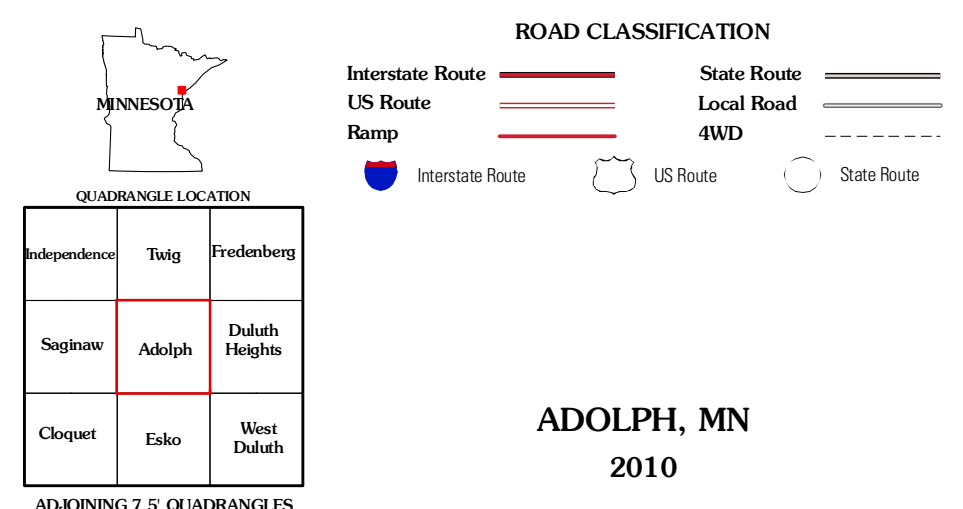 MINNESOTA
QUADRANGLE LOCATION
Independence
Twig
Fredenberg
Saginaw
Adolph
Duluth
Heights
Cloquet
Esko
West
Duluth
ADJOINING 7.5' QUADRANGLES
ROAD CLASSIFICATION
Interstate Route
State Route
US Route
Local Road
Ramp
4WD
Interstate Route
US Route
State Route
ADOLPH, MN
2010